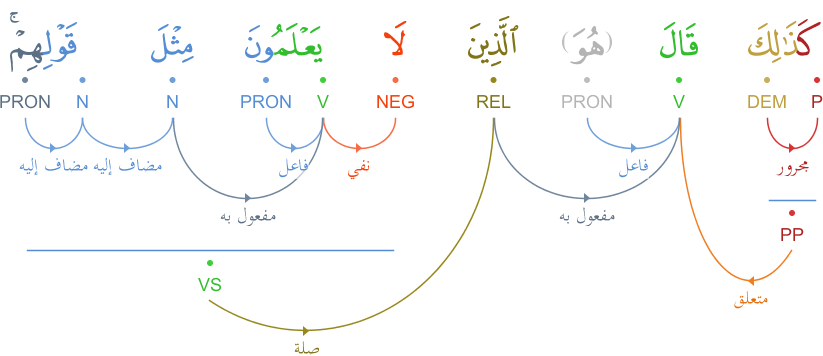 كَذَٰلِكَ قَالَ (هُوَ) ٱلَّذِينَ لَا يَعْلَمُونَ مِثْلَ قَوْلِهِمْ ۚ
P DEM V PRON REL NEG V PRON N N PRON
مجرور فاعل نفي فاعل مضاف إليه مضاف إليه
مفعول به مفعول به
PP
VS
متعلق
صلة